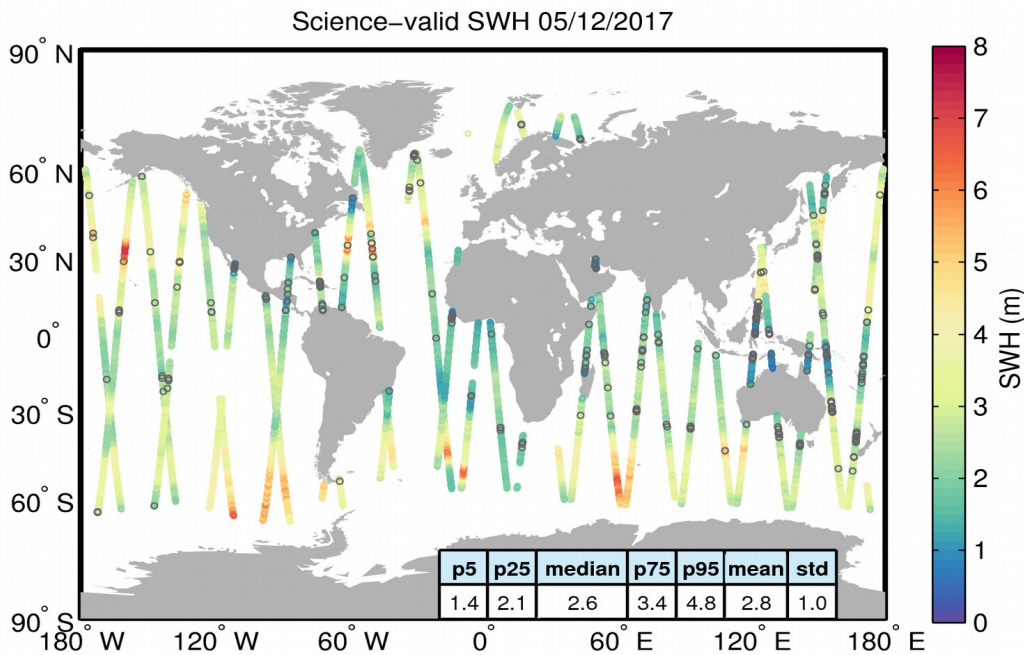 Science−valid SWH 05/12/2017
90° N
60° N
30° N
0°
30° S
60° S
90° S
180° W
120° W
60° W
0°
60° E
120° E
180° E
p5 p25 median p75 p95 mean std
1.4 2.1 2.6 3.4 4.8 2.8 1.0
8
7
6
5
4
3
2
1
0
SWH (m)